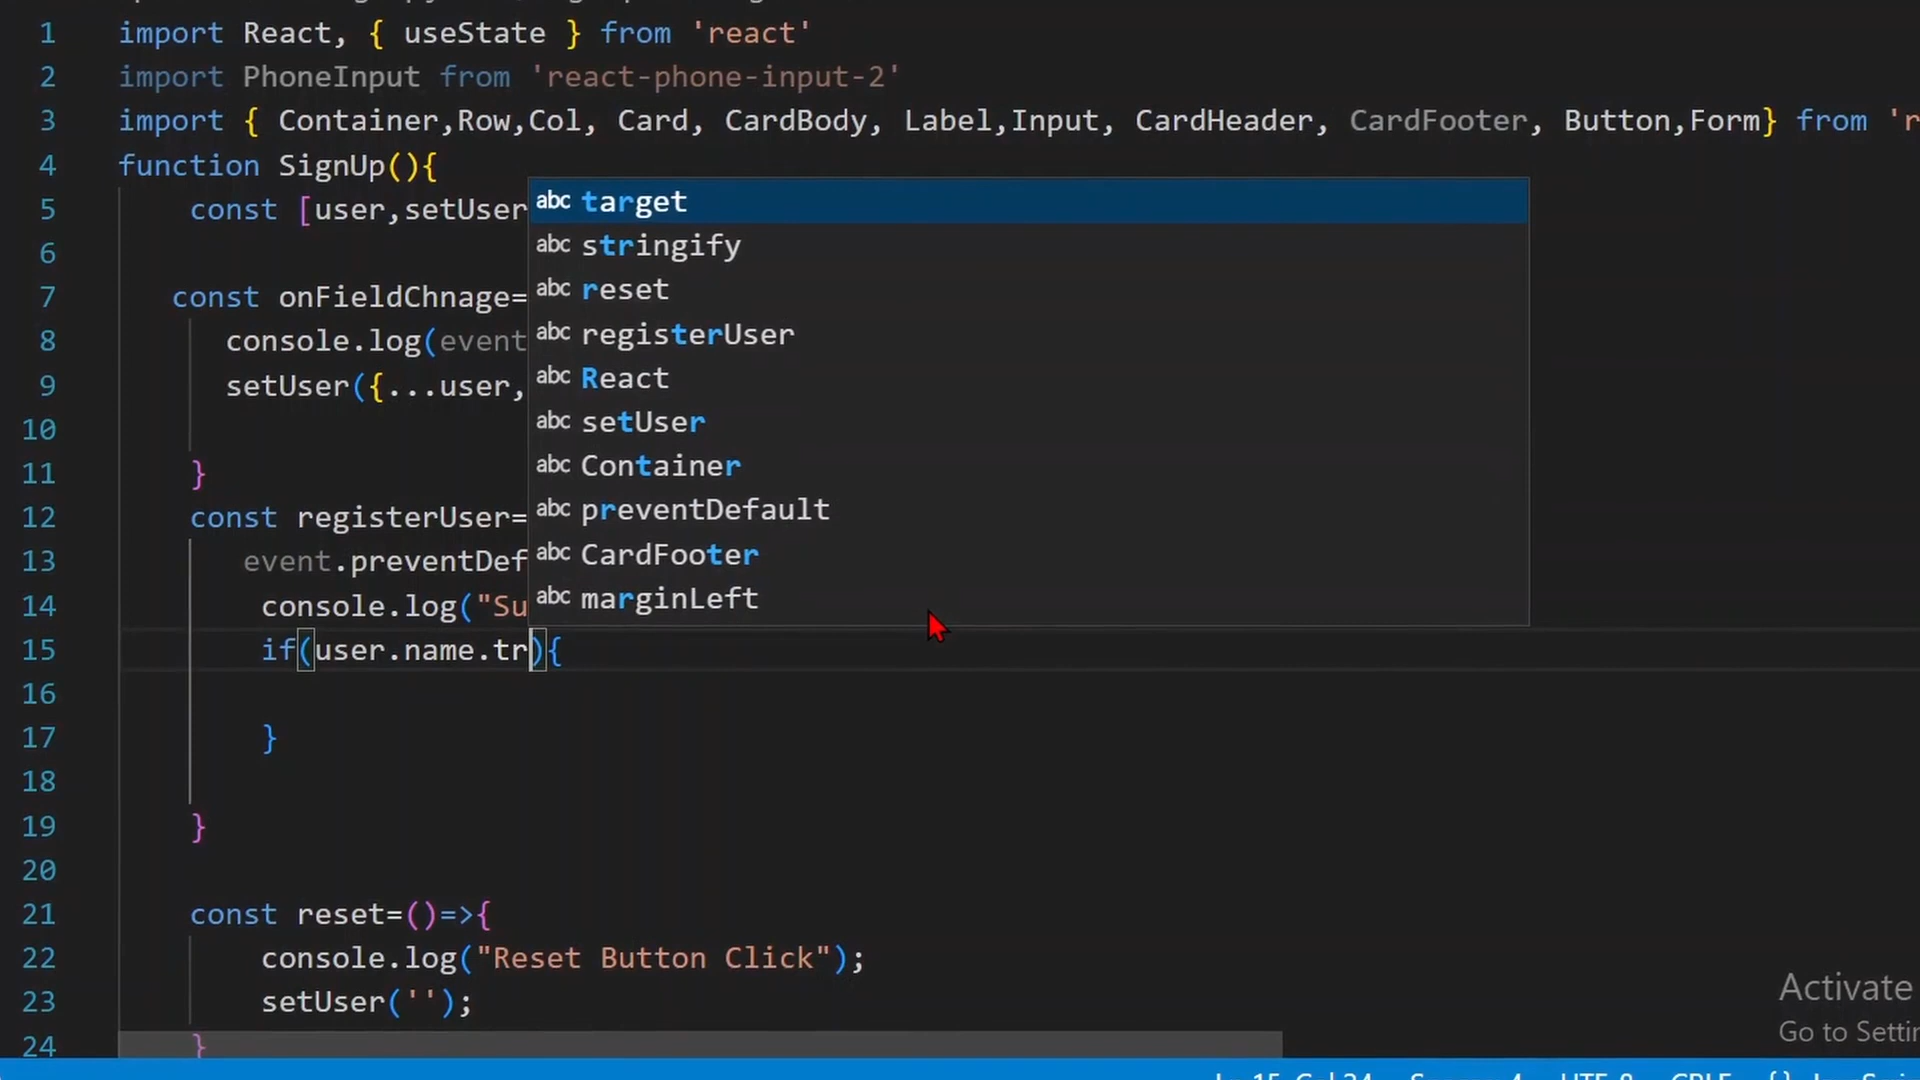 1 import React, { useState } from 'react'
2 import PhoneInput from 'react-phone-input-2'
3 import { Container,Row,Col, Card, CardBody, Label,Input, CardHeader, CardFooter, Button,Form} from 'r
4 function SignUp(){
abc target
5 const [user,setUser
abc stringify
6
abc reset
7 const onFieldChnage=
abc registerUser
8 console.log(event
abc React
9 setUser({...user,
abc setUser
10
abc Container
11 }
abc preventDefault
12 const registerUser=
abc CardFooter
13 event.preventDef
abc marginLeft
14 console.log("Su
15 if(user.name.tr){
16
17 }
18
19 }
20
21 const reset=()=>{
22 console.log("Reset Button Click");
23 setUser('');
24 }
Activate
Go to Settin